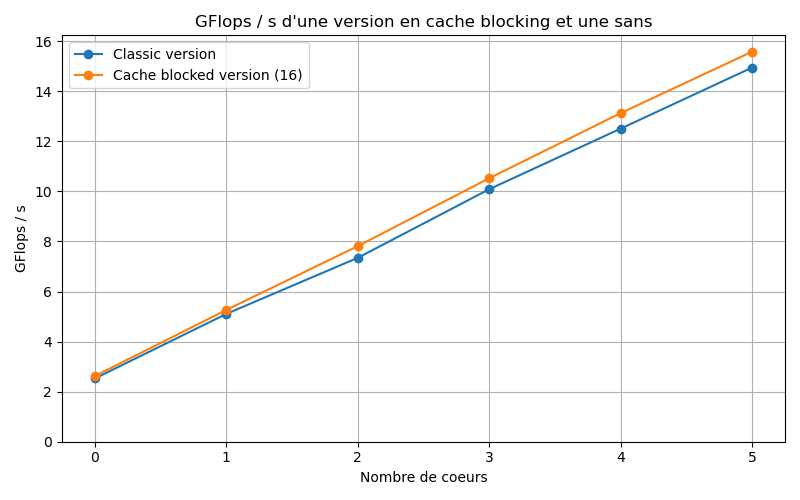 GFlops / s d'une version en cache blocking et une sans
Classic version
Cache blocked version (16)
GFlops / s
16
14
12
10
8
6
4
2
0
0 1 2 3 4 5
Nombre de coeurs